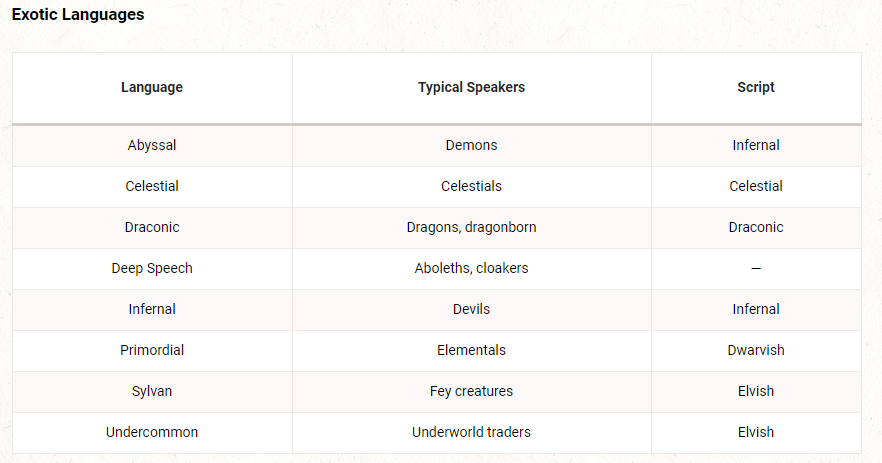 Exotic Languages
Language Typical Speakers Script
Abyssal Demons Infernal
Celestial Celestials Celestial
Draconic Dragons, dragonborn Draconic
Deep Speech Aboleths, cloakers —
Infernal Devils Infernal
Primordial Elementals Dwarvish
Sylvan Fey creatures Elvish
Undercommon Underworld traders Elvish